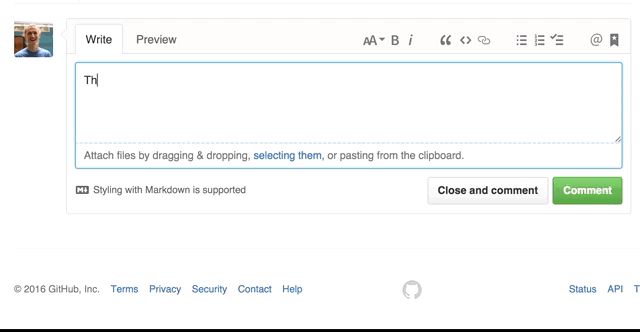 Write Preview AA B i @
Th
Attach files by dragging & dropping, selecting them, or pasting from the clipboard.
Styling with Markdown is supported Close and comment Comment
© 2016 GitHub, Inc. Terms Privacy Security Contact Help Status API T